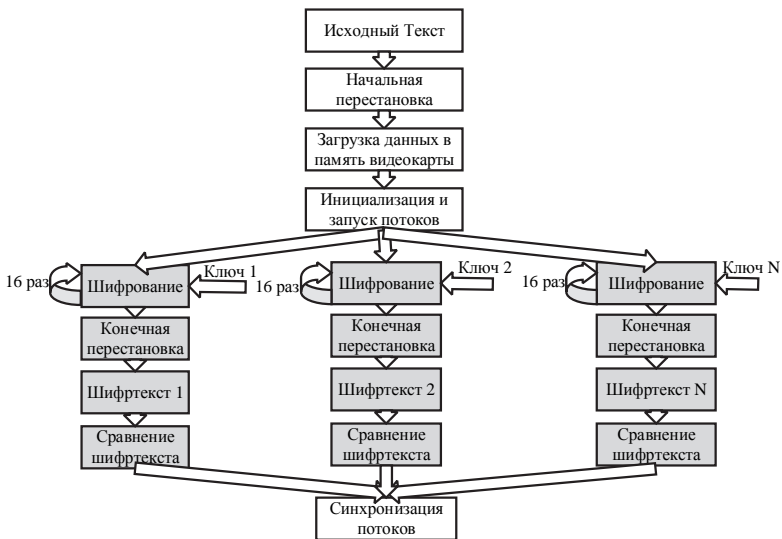 Исходный Текст
Начальная
перестановка
Загрузка данных в
память видеокарты
Инициализация и
запуск потоков
16 раз
Шифрование
Ключ 1
16 раз
Шифрование
Ключ 2
16 раз
Шифрование
Ключ N
Конечная
перестановка
Конечная
перестановка
Конечная
перестановка
Шифртекст 1
Шифртекст 2
Шифртекст N
Сравнение
шифртекста
Сравнение
шифртекста
Сравнение
шифртекста
Синхронизация
потоков